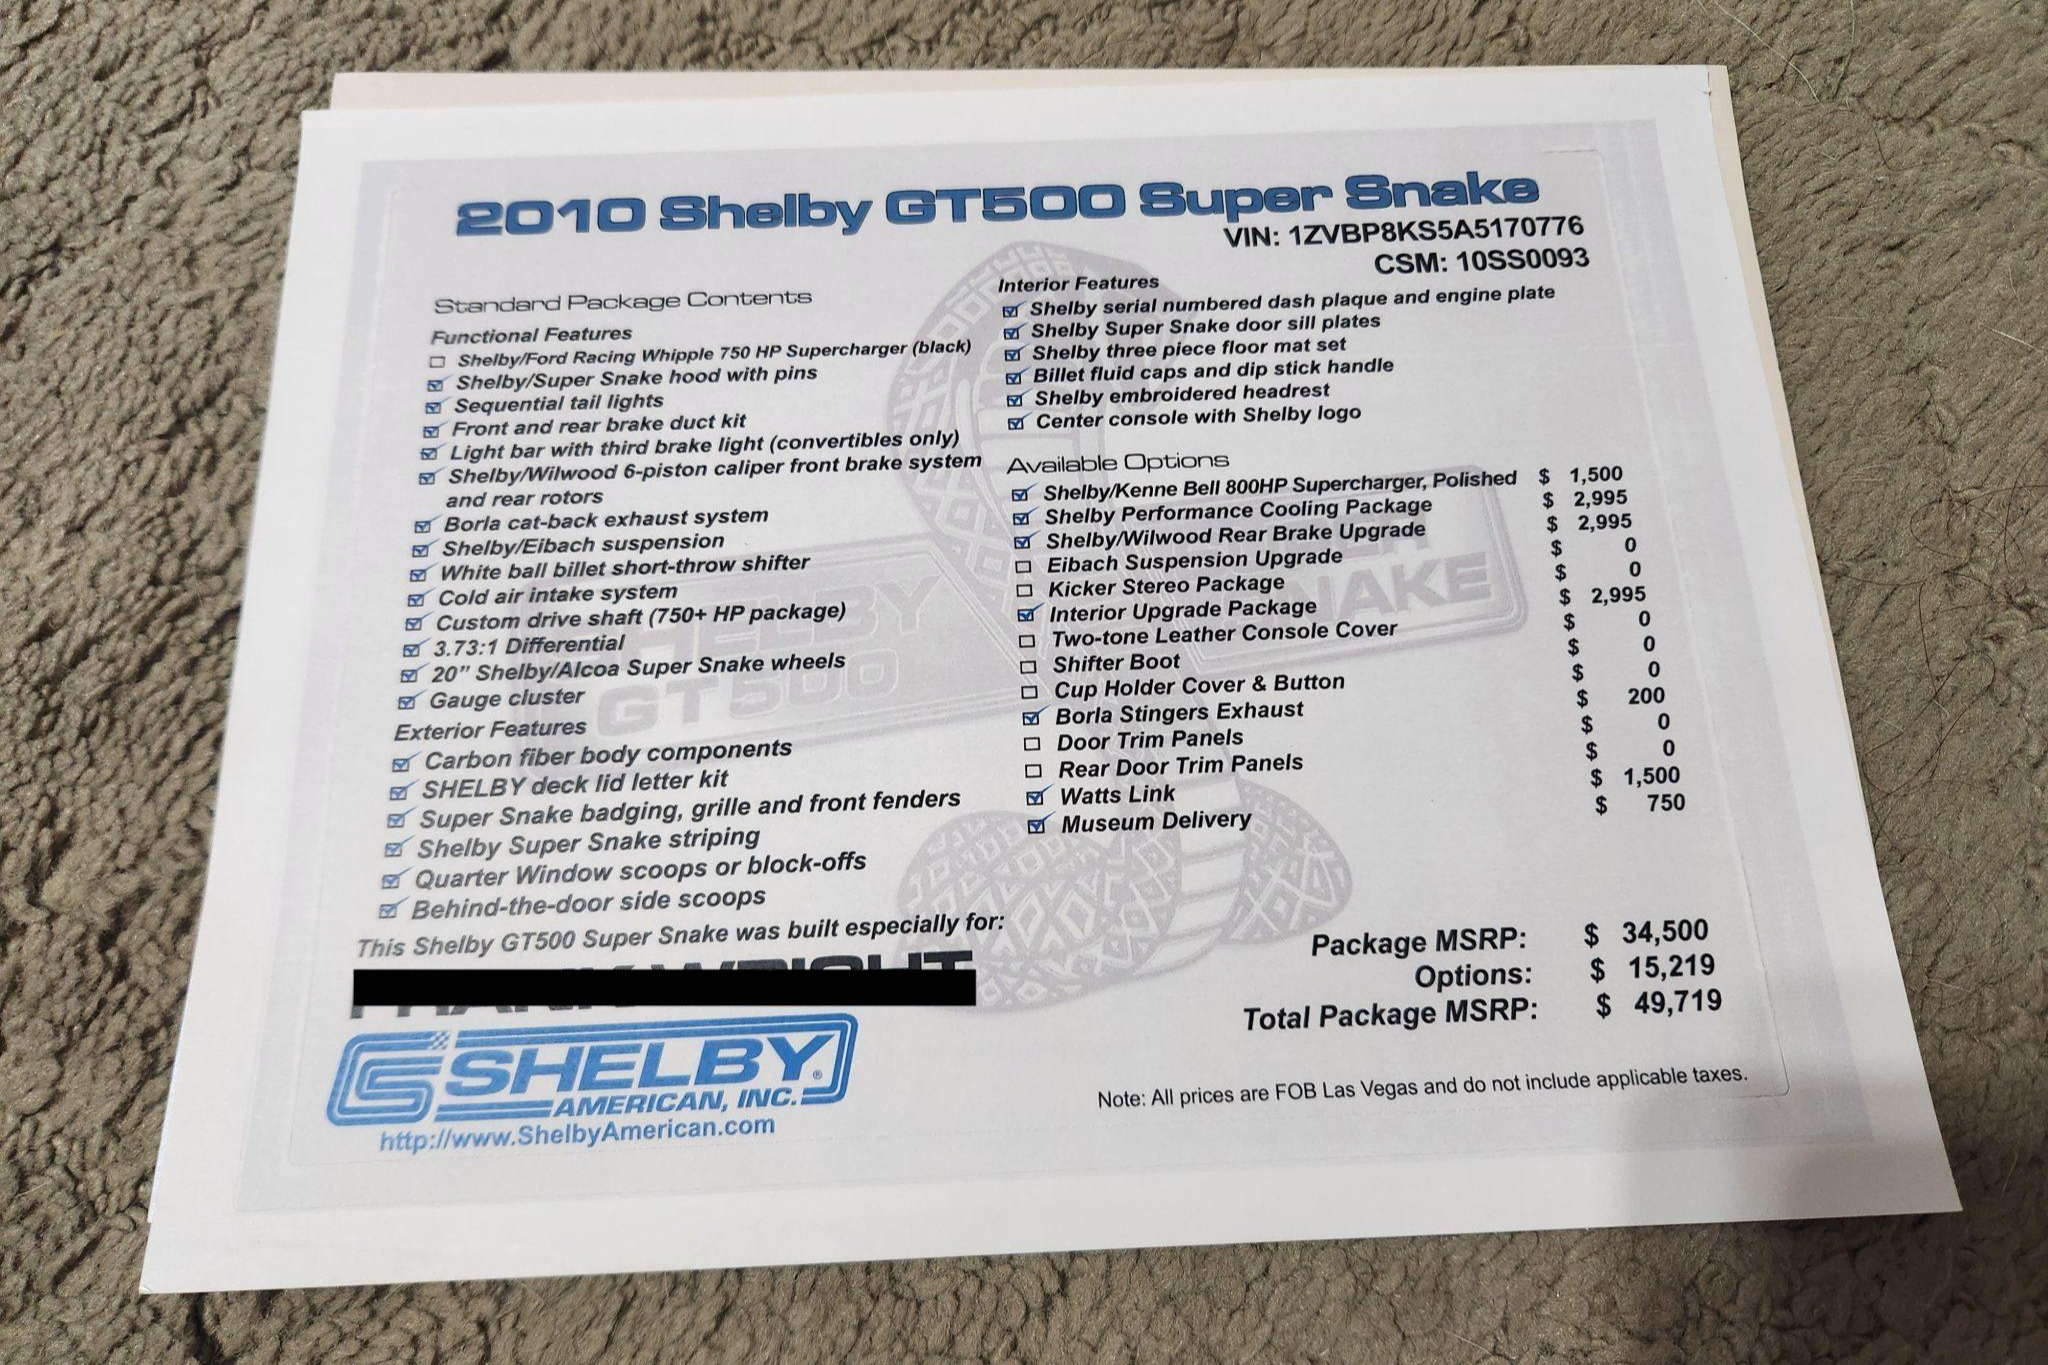 2010 Shelby GT500 Super Snake
VIN: 1ZVBP8KS5A5170776
CSM: 10SS0093
Standard Package Contents
Functional Features
Shelby/Ford Racing Whipple 750 HP Supercharger (black)
Shelby/Super Snake hood with pins
Sequential tail lights
Front and rear brake duct kit
Light bar with third brake light (convertibles only)
Shelby/Wilwood 6-piston caliper front brake system
and rear rotors
Borla cat-back exhaust system
Shelby/Eibach suspension
White ball billet short-throw shifter
Cold air intake system
Custom drive shaft (750+ HP package)
3.73:1 Differential
20" Shelby/Alcoa Super Snake wheels
Gauge cluster
Exterior Features
Carbon fiber body components
SHELBY deck lid letter kit
Super Snake badging, grille and front fenders
Shelby Super Snake striping
Quarter Window scoops or block-offs
Behind-the-door side scoops
This Shelby GT500 Super Snake was built especially for:
SHELBY
AMERICAN, INC.
http://www.ShelbyAmerican.com
Interior Features
Shelby serial numbered dash plaque and engine plate
Shelby Super Snake door sill plates
Shelby three piece floor mat set
Billet fluid caps and dip stick handle
Shelby embroidered headrest
Center console with Shelby logo
Available Options
Shelby/Kenne Bell 800HP Supercharger, Polished $ 1,500
Shelby Performance Cooling Package $ 2,995
Shelby/Wilwood Rear Brake Upgrade $ 2,995
Eibach Suspension Upgrade $ 0
Kicker Stereo Package $ 0
Interior Upgrade Package $ 2,995
Two-tone Leather Console Cover $ 0
Shifter Boot $ 0
Cup Holder Cover & Button $ 0
Borla Stingers Exhaust $ 200
Door Trim Panels $ 0
Rear Door Trim Panels $ 0
Watts Link $ 1,500
Museum Delivery $ 750
Package MSRP: $ 34,500
Options: $ 15,219
Total Package MSRP: $ 49,719
Note: All prices are FOB Las Vegas and do not include applicable taxes.
SHELBY
GT500
SNAKE